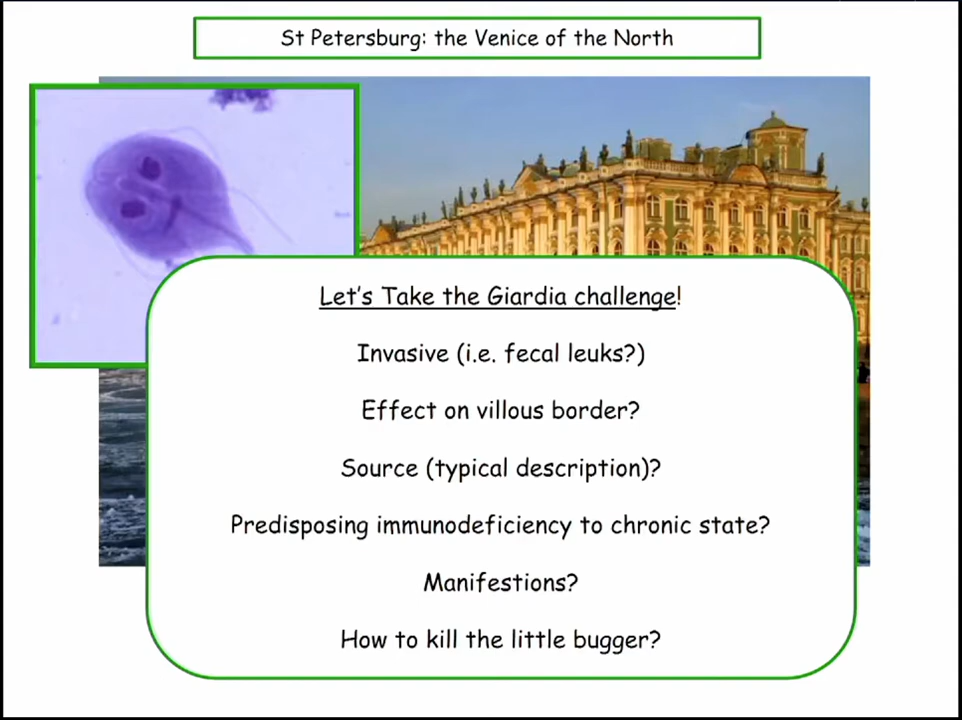 St Petersburg: the Venice of the North
Let's Take the Giardia challenge!
Invasive (i.e. fecal leuks?)
Effect on villous border?
Source (typical description)?
Predisposing immunodeficiency to chronic state?
Manifestions?
How to kill the little bugger?